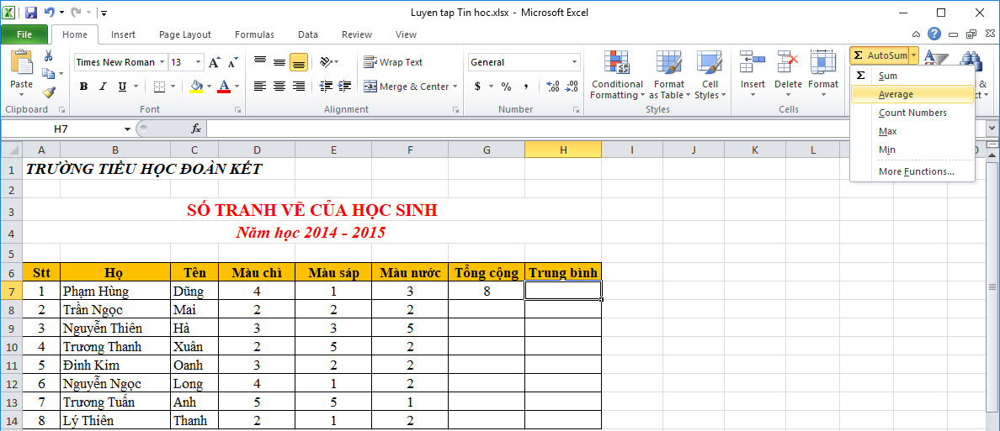 Luyen tap Tin hoc.xlsx - Microsoft Excel
File Home Insert Page Layout Formulas Data Review View
Times New Roman 13 Wrap Text General Σ AutoSum
Paste B I U Merge & Center $ % , Conditional Formatting Format as Table Cell Styles Insert Delete Format
Clipboard Font Alignment Number Styles Cells
Σ Sum
Average
Count Numbers
Max
Min
More Functions...
H7 fx
A B C D E F G H I J K L
1 TRƯỜNG TIỂU HỌC ĐOÀN KẾT
2
3 SỐ TRANH VẼ CỦA HỌC SINH
4 Năm học 2014 - 2015
5
6 Stt Họ Tên Màu chì Màu sáp Màu nước Tổng cộng Trung bình
7 1 Phạm Hùng Dũng 4 1 3 8
8 2 Trần Ngọc Mai 2 2 2
9 3 Nguyễn Thiên Hà 3 3 5
10 4 Trương Thanh Xuân 2 5 2
11 5 Đinh Kim Oanh 3 2 2
12 6 Nguyễn Ngọc Long 4 1 2
13 7 Trương Tuấn Anh 5 5 1
14 8 Lý Thiên Thanh 2 1 2